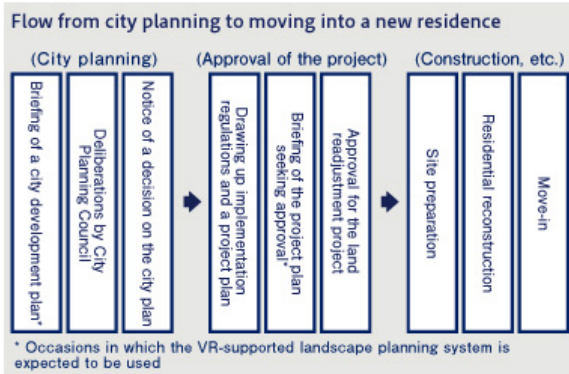 Flow from city planning to moving into a new residence
(City planning)
Briefing of a city development plan*
Deliberations by City
Planning Council
Notice of a decision on the city plan
(Approval of the project)
Drawing up implementation
regulations and a project plan
Briefing of the project plan
seeking approval*
Approval for the land
readjustment project
(Construction, etc.)
Site preparation
Residential reconstruction
Move-in
* Occasions in which the VR-supported landscape planning system is
expected to be used